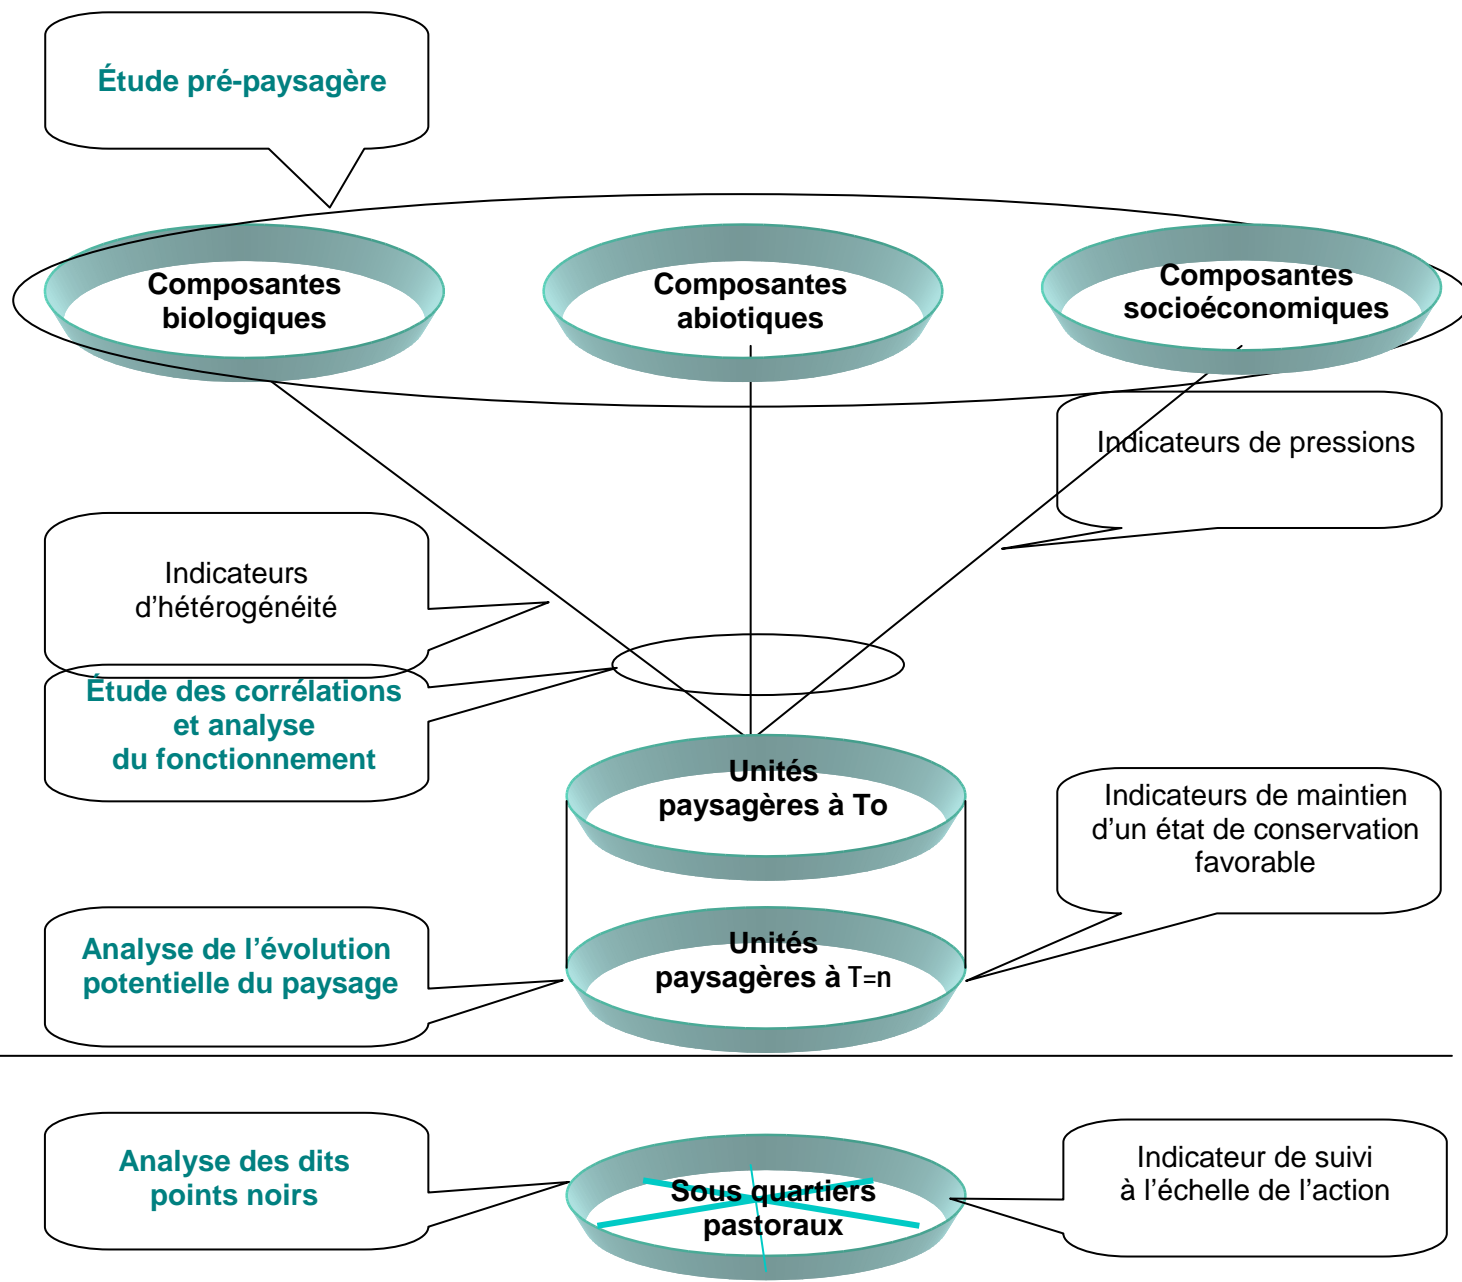 Étude pré-paysagère
Composantes
biologiques
Composantes
abiotiques
Composantes
socioéconomiques
Indicateurs de pressions
Indicateurs
d’hétérogénéité
Étude des corrélations
et analyse
du fonctionnement
Unités
paysagères à To
Indicateurs de maintien
d’un état de conservation
favorable
Analyse de l’évolution
potentielle du paysage
Unités
paysagères à T=n
Analyse des dits
points noirs
Sous quartiers
pastoraux
Indicateur de suivi
à l’échelle de l’action